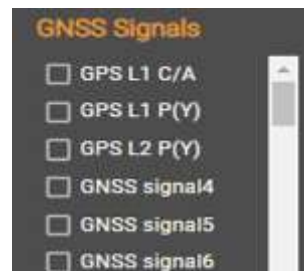 GNSS Signals
GPS L1 C/A
GPS L1 P(Y)
GPS L2 P(Y)
GNSS signal4
GNSS signal5
GNSS signal6